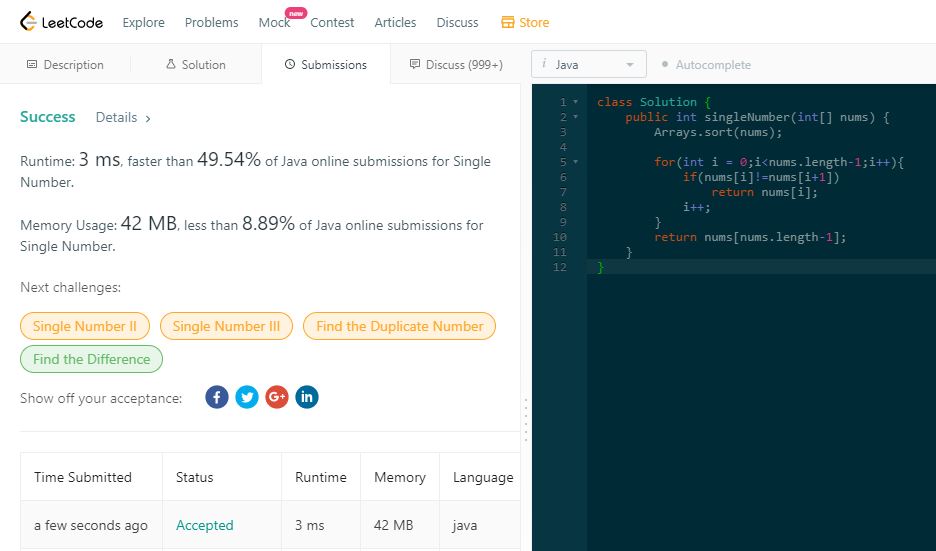 LeetCode Explore Problems Mock new Contest Articles Discuss Store
Description Solution Submissions Discuss (999+)
i Java Autocomplete
Success Details >
Runtime: 3 ms, faster than 49.54% of Java online submissions for Single
Number.
Memory Usage: 42 MB, less than 8.89% of Java online submissions for
Single Number.
Next challenges:
Single Number II Single Number III Find the Duplicate Number
Find the Difference
Show off your acceptance: f G+ in
Time Submitted Status Runtime Memory Language
a few seconds ago Accepted 3 ms 42 MB java
1 class Solution {
2 public int singleNumber(int[] nums) {
3 Arrays.sort(nums);
4
5 for(int i = 0;i<nums.length-1;i++){
6 if(nums[i]!=nums[i+1])
7 return nums[i];
8 i++;
9 }
10 return nums[nums.length-1];
11 }
12 }